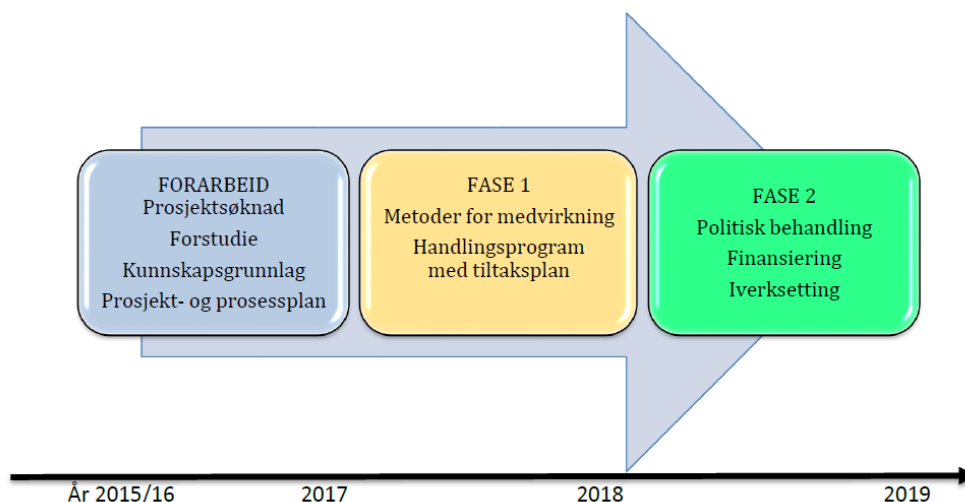 FORARBEID
Prosjektsøknad
Forstudie
Kunnskapsgrunnlag
Prosjekt- og prosessplan
FASE 1
Metoder for medvirkning
Handlingsprogram
med tiltaksplan
FASE 2
Politisk behandling
Finansiering
Iverksetting
År 2015/16 2017 2018 2019